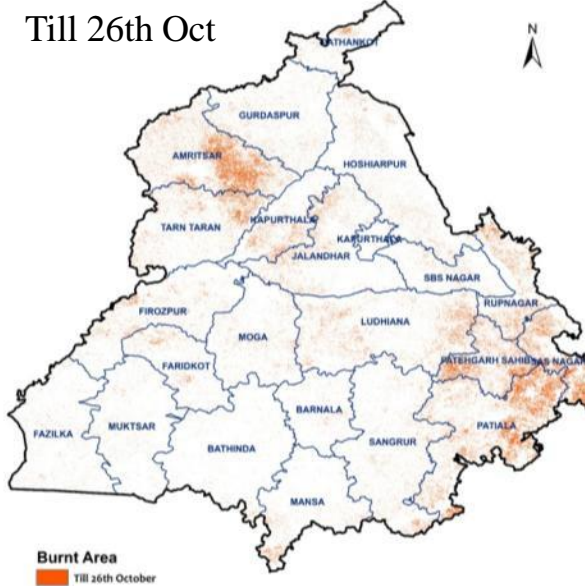 Till 26th Oct
N
PATHANKOT
GURDASPUR
AMRITSAR
HOSHIARPUR
TARN TARAN
KAPURTHALA
KAPURTHALA
JALANDHAR
SBS NAGAR
RUPNAGAR
FIROZPUR
LUDHIANA
MOGA
FATEHGARH SAHIB
SAS NAGAR
FARIDKOT
BARNALA
FAZILKA
MUKTSAR
PATIALA
BATHINDA
SANGRUR
MANSA
Burnt Area
Till 26th October